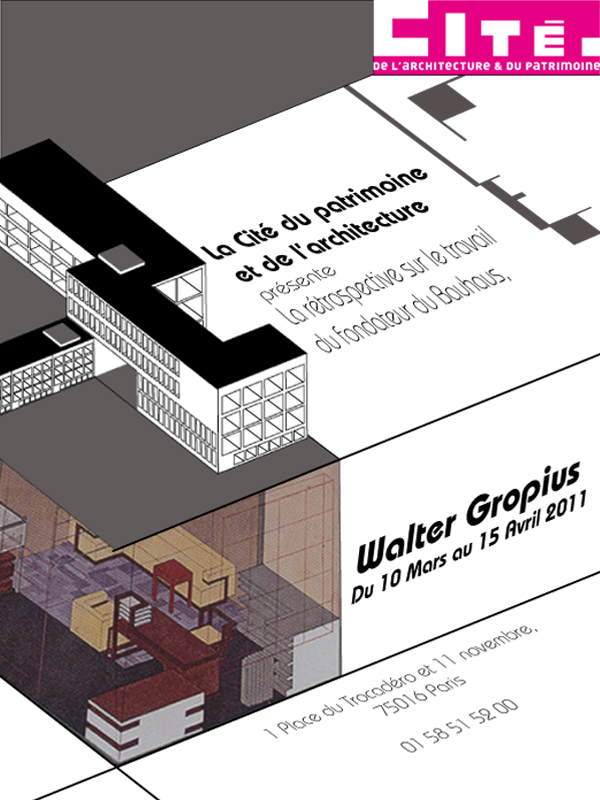 CITÉ
DE L'ARCHITECTURE & DU PATRIMOINE
La Cité du patrimoine
et de l'architecture
présente
La rétrospective sur le travail
du fondateur du Bauhaus,
Walter Gropius
Du 10 Mars au 15 Avril 2011
1 Place du Trocadéro et 11 novembre,
75016 Paris
01 58 51 52 00